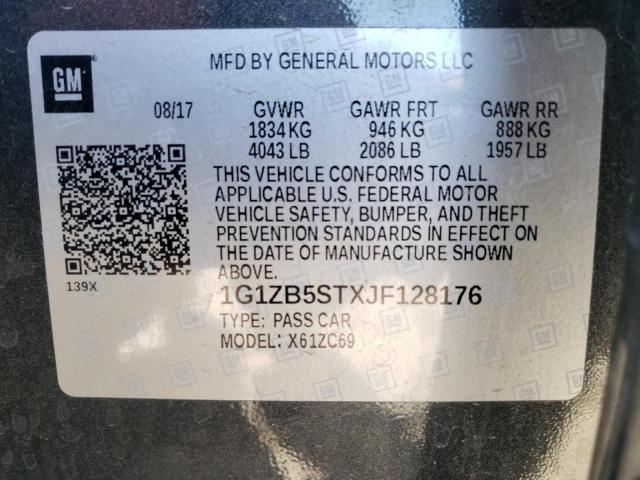 GM
MFD BY GENERAL MOTORS LLC
08/17 GVWR GAWR FRT GAWR RR
1834 KG 946 KG 888 KG
4043 LB 2086 LB 1957 LB
THIS VEHICLE CONFORMS TO ALL
APPLICABLE U.S. FEDERAL MOTOR
VEHICLE SAFETY, BUMPER, AND THEFT
PREVENTION STANDARDS IN EFFECT ON
THE DATE OF MANUFACTURE SHOWN
ABOVE.
139X
1G1ZB5STXJF128176
TYPE: PASS CAR
MODEL: X61ZC69